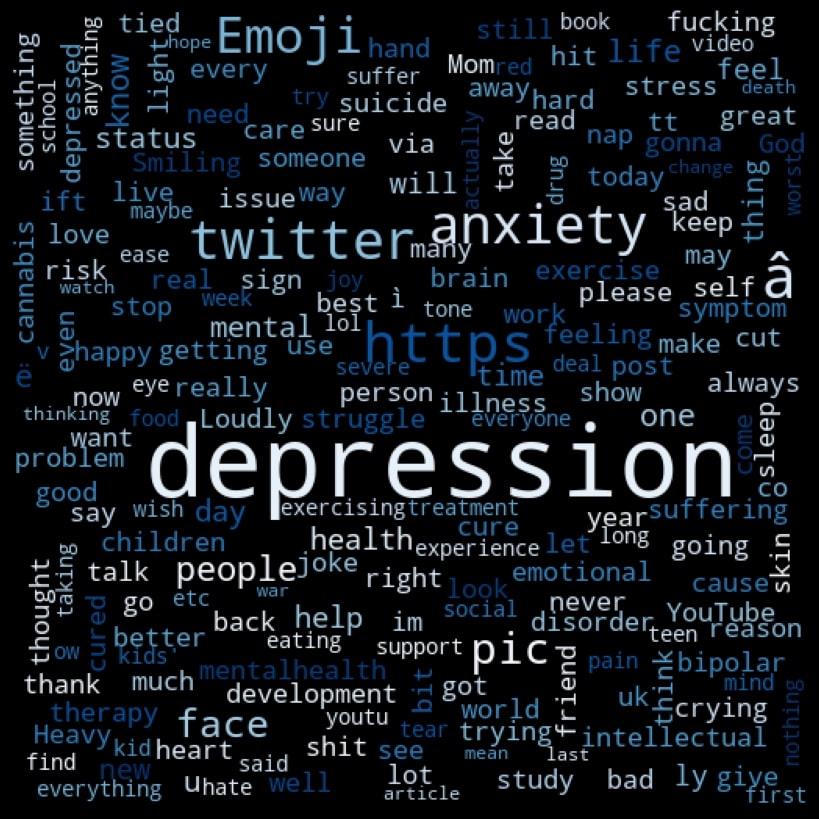 tied
hope
Emoji
hand
still
book
fucking
video
something
school
depressed
anything
know
light
every
suffer
Mom
red
hit
life
feel
death
need
try
suicide
away
hard
stress
great
status
care
sure
read
nap
tt
gonna
God
Smiling
someone
via
actually
take
drug
today
change
worst
ift
live
maybe
issue
way
will
sad
keep
thing
love
ease
twitter
many
anxiety
may
â
cannabis
risk
watch
real
sign
joy
brain
exercise
please
self
symptom
stop
week
best
ì
tone
work
feeling
make
cut
mental
lol
https
even
v
happy
getting
use
severe
time
deal
post
ë
now
eye
really
person
illness
show
always
thinking
food
Loudly
struggle
everyone
one
come
sleep
want
problem
depression
good
co
say
wish
day
exercising
treatment
year
suffering
cure
children
health
experience
let
long
going
skin
thought
taking
talk
people
joke
right
look
emotional
cause
cured
go
etc
war
social
never
YouTube
back
help
im
disorder
teen
reason
better
eating
support
pic
ow
kids'
friend
pain
think
bipolar
mentalhealth
thank
much
development
bit
got
uk
mind
crying
nothing
therapy
face
youtu
tear
world
trying
intellectual
Heavy
kid
heart
shit
see
mean
last
find
new
said
everything
u
hate
well
lot
article
study
bad
ly
give
first